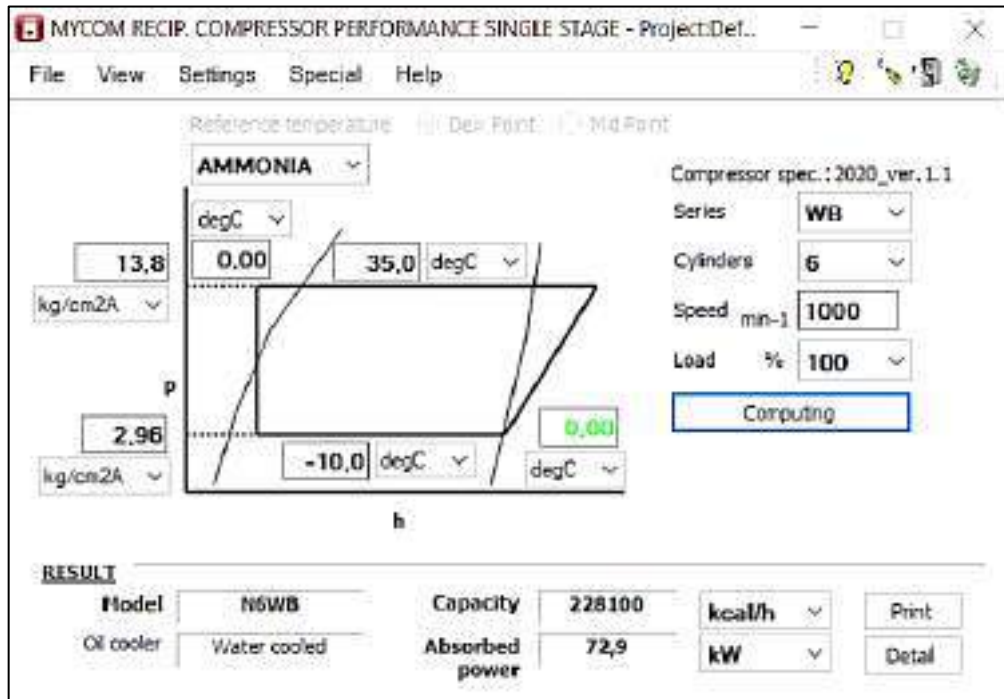 MYCOM RECIP. COMPRESSOR PERFORMANCE SINGLE STAGE - Project:Def..
File View Settings Special Help
Reference temperature Dew Point Md Point
AMMONIA
Compressor spec.:2020_ver.1.1
degC
Series WB
13,8 0.00 35,0 degC
Cylinders 6
kg/cm2A
Speed min-1 1000
Load % 100
P
Computing
2,96 0,00
-10,0 degC
kg/cm2A degC
h
RESULT
Model N6WB Capacity 228100 kcal/h Print
Oil cooler Water cooled Absorbed power 72,9 kW Detail